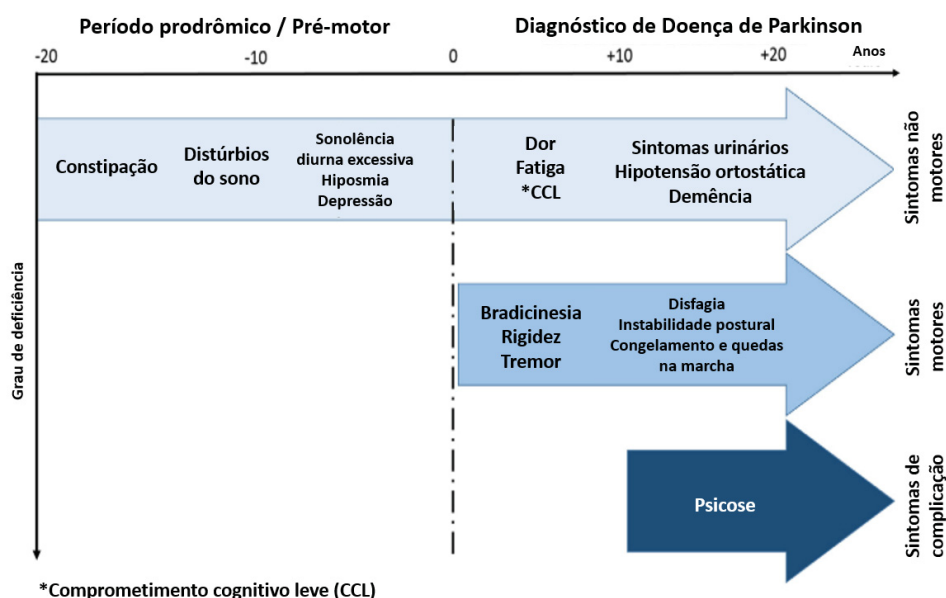 Período prodrômico / Pré-motor
Diagnóstico de Doença de Parkinson
-20
-10
0
+10
+20
Anos
Constipação
Distúrbios
do sono
Sonolência
diurna excessiva
Hiposmia
Depressão
Dor
Fatiga
*CCL
Sintomas urinários
Hipotensão ortostática
Demência
Sintomas não
motores
Grau de deficiência
Bradicinesia
Rigidez
Tremor
Disfagia
Instabilidade postural
Congelamento e quedas
na marcha
Sintomas
motores
Psicose
Sintomas de
complicação
*Comprometimento cognitivo leve (CCL)